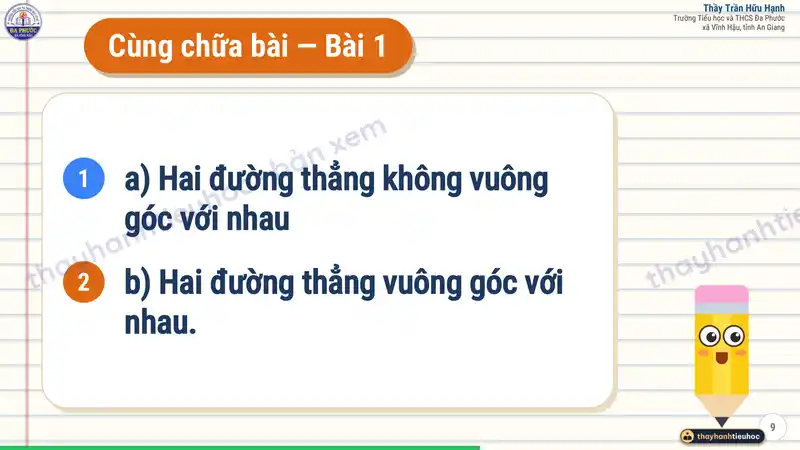 Thầy Trần Hữu Hạnh
Trường Tiểu học và THCS Đa Phước
xã Vĩnh Hậu, tỉnh An Giang
ĐA PHƯỚC
Cùng chữa bài – Bài 1
1
a) Hai đường thẳng không vuông
góc với nhau
2
b) Hai đường thẳng vuông góc với
nhau.
thayhanhtieuhoc
9